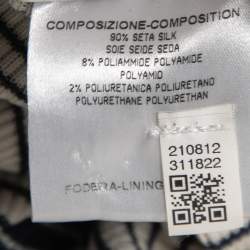 COMPOSIZIONE-COMPOSITION
90% SETA SILK
SOIE SEIDE SEDA
8% POLIAMMIDE POLYAMIDE
POLYAMID
2% POLIURETANICA POLIURETANO
POLYURETHANE POLYURETHAN
210812
311822
FODERA-LINING